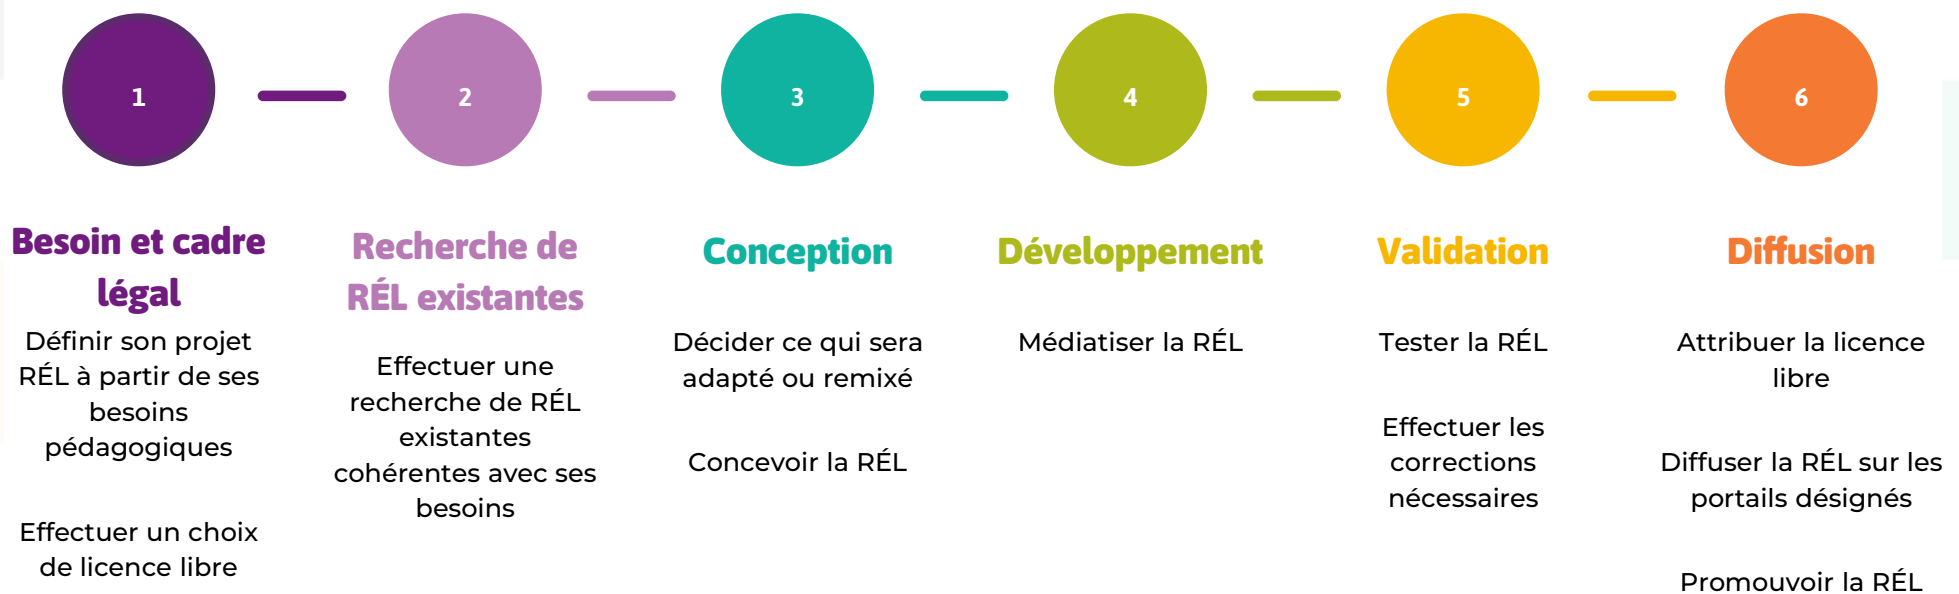 1
2
3
4
5
6
Besoin et cadre
légal
Définir son projet
RÉL à partir de ses
besoins
pédagogiques
Effectuer un choix
de licence libre
Recherche de
RÉL existantes
Effectuer une
recherche de RÉL
existantes
cohérentes avec ses
besoins
Conception
Décider ce qui sera
adapté ou remixé
Concevoir la RÉL
Développement
Médiatiser la RÉL
Validation
Tester la RÉL
Effectuer les
corrections
nécessaires
Diffusion
Attribuer la licence
libre
Diffuser la RÉL sur les
portails désignés
Promouvoir la RÉL